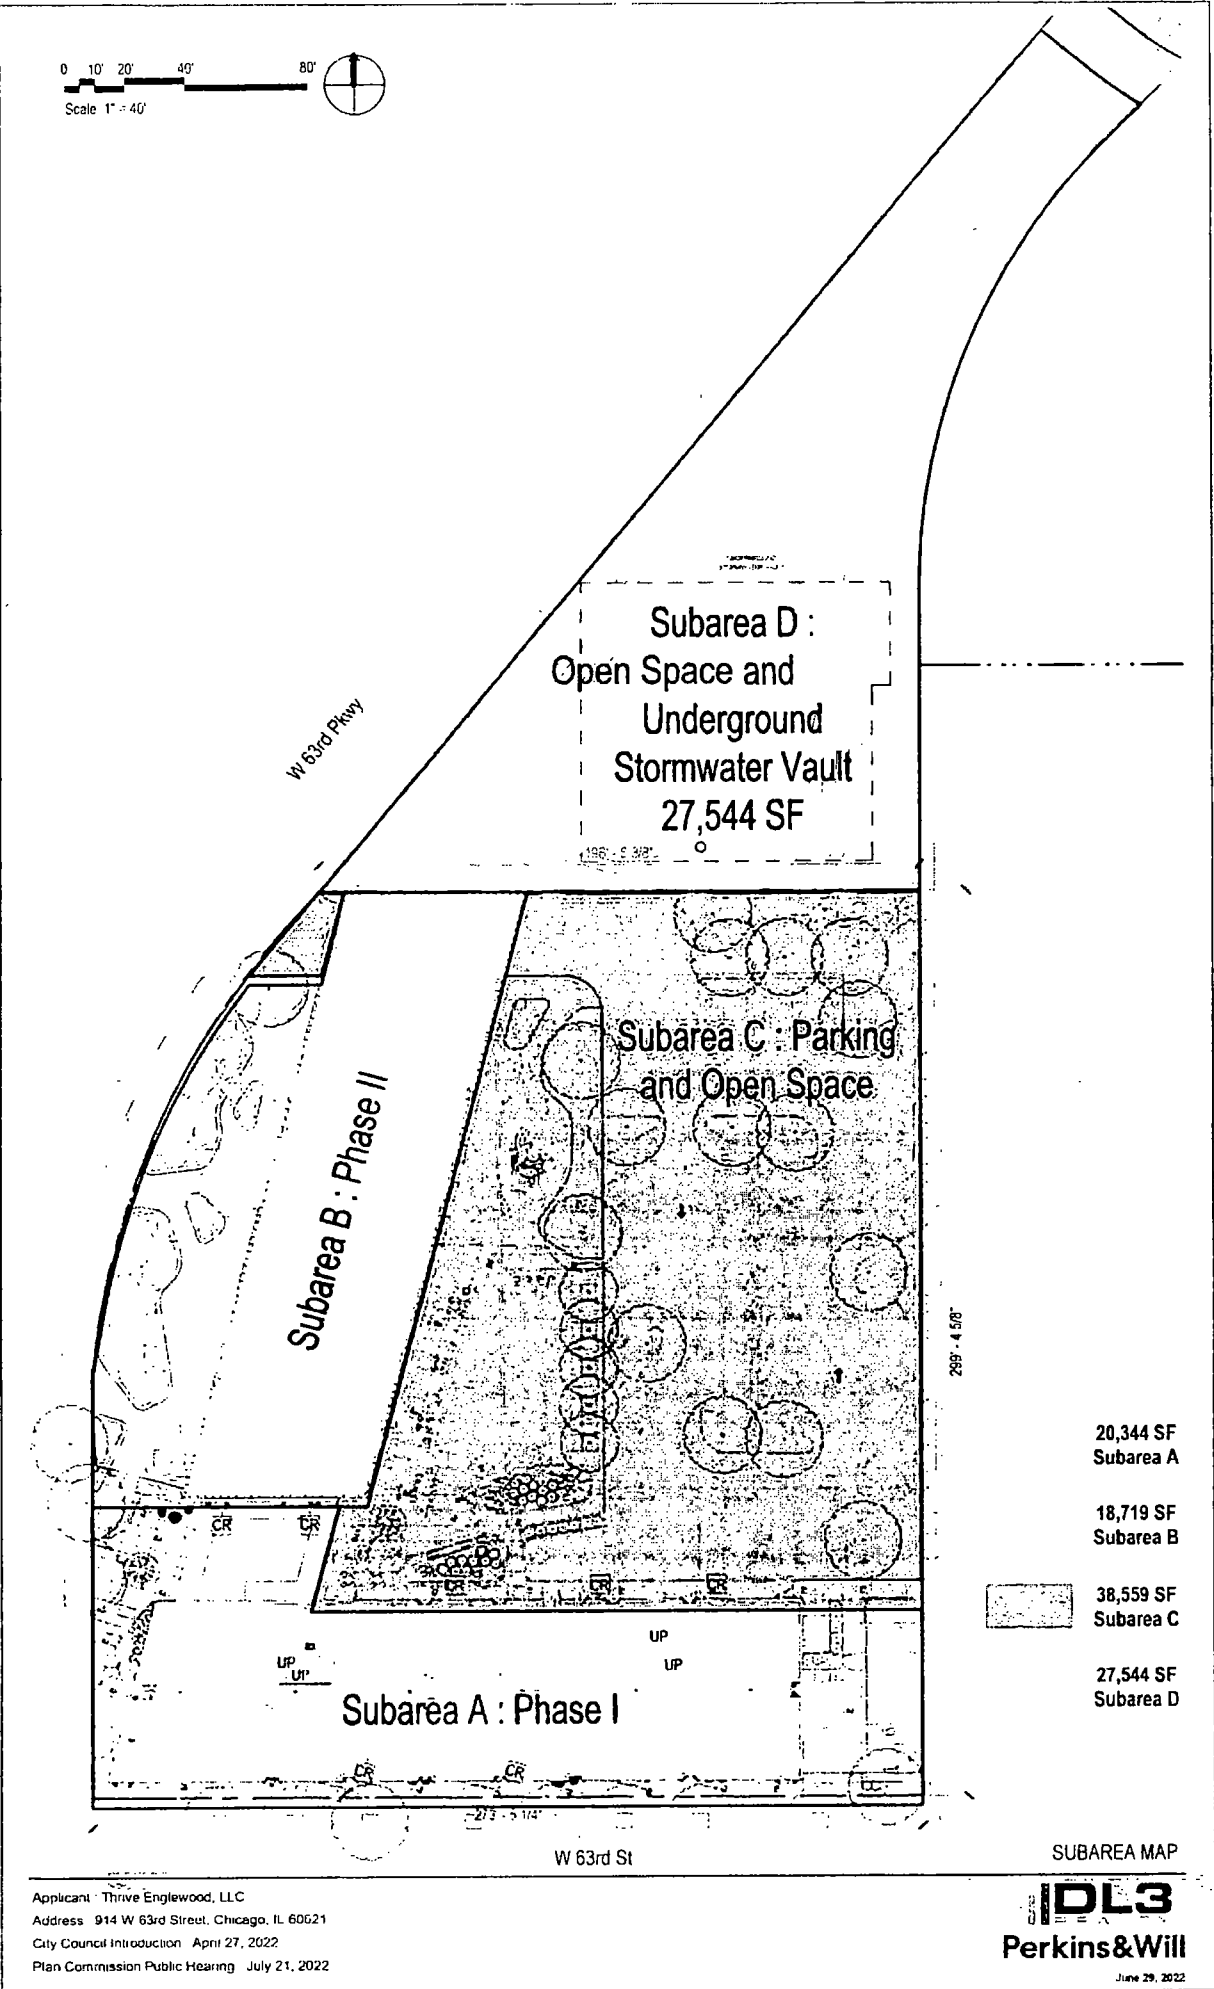 0 10' 20' 40' 80'
Scale 1" = 40'
Subarea D :
Open Space and
Underground
Stormwater Vault
27,544 SF
W 63rd Pkwy
Subarea C : Parking
and Open Space
Subarea B : Phase II
299' - 4 5/8"
20,344 SF
Subarea A
18,719 SF
Subarea B
38,559 SF
Subarea C
27,544 SF
Subarea D
CR CR
CR CR CR
UP
UP
UP
UP
Subarea A : Phase I
CR CR
273' - 5 1/4"
W 63rd St
SUBAREA MAP
Applicant : Thrive Englewood, LLC
Address 914 W 63rd Street, Chicago, IL 60621
City Council Introduction April 27, 2022
Plan Commission Public Hearing July 21, 2022
DL3
Perkins&Will
June 29, 2022